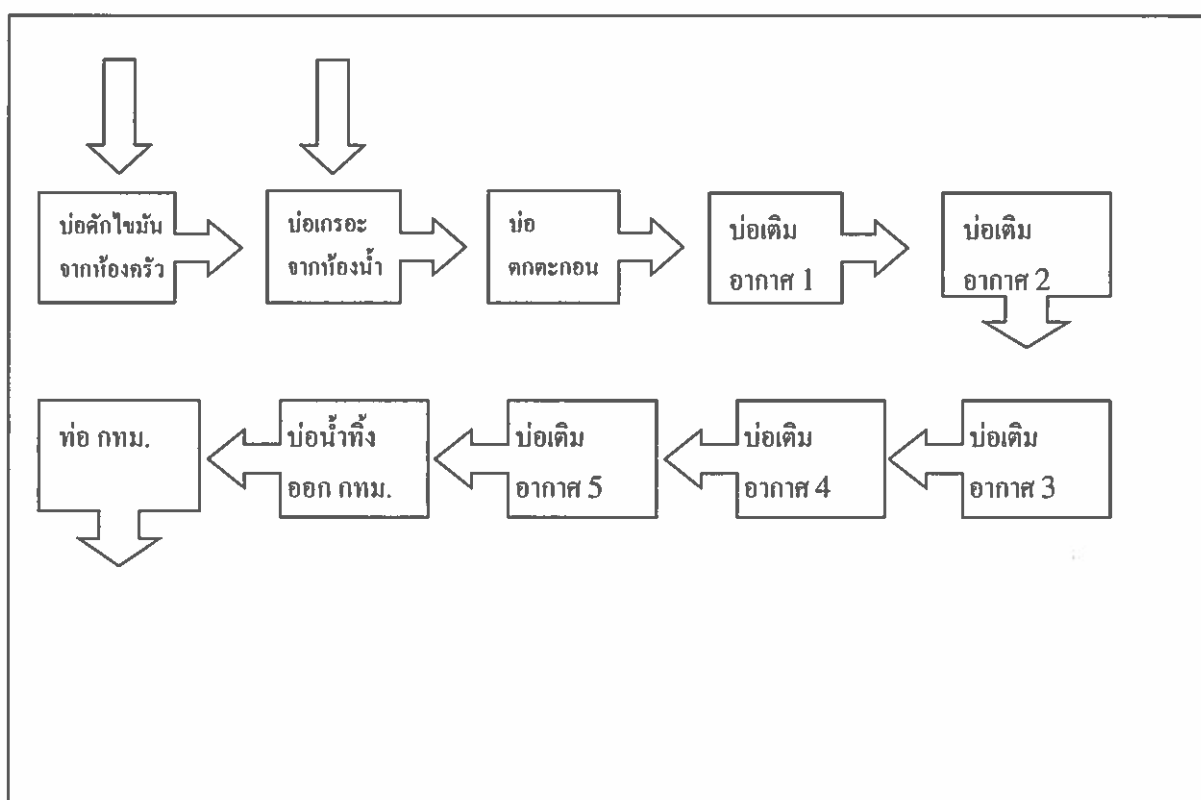 บ่อดักไขมัน
จากห้องครัว
บ่อเกรอะ
จากห้องน้ำ
บ่อ
ตกตะกอน
บ่อเติม
อากาศ 1
บ่อเติม
อากาศ 2
ท่อ กทม.
บ่อน้ำทิ้ง
ออก กทม.
บ่อเติม
อากาศ 5
บ่อเติม
อากาศ 4
บ่อเติม
อากาศ 3